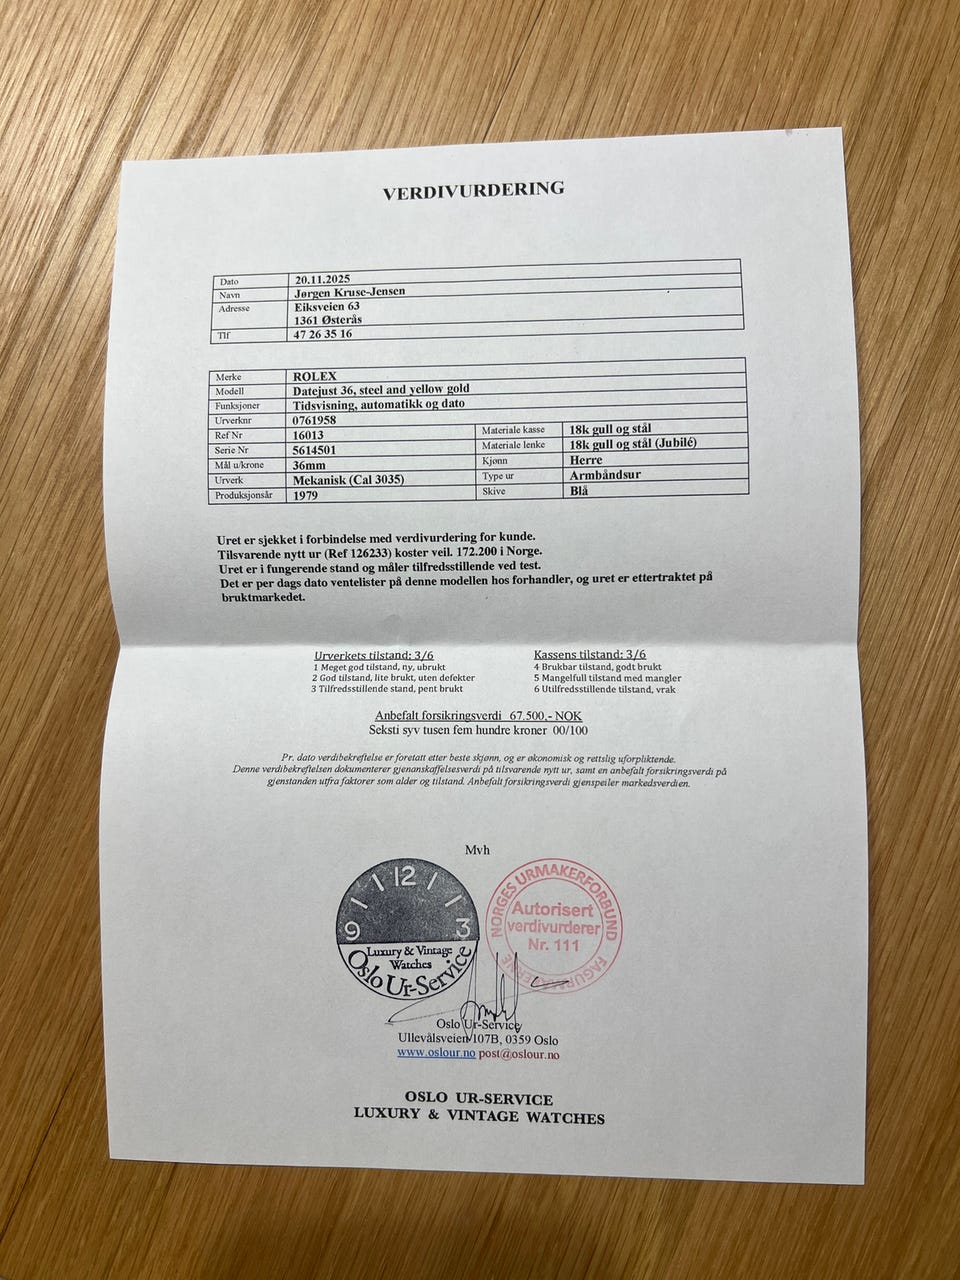 VERDIVURDERING
Dato 20.11.2025
Navn Jørgen Kruse-Jensen
Adresse Eiksveien 63
1361 Østerås
Tlf 47 26 35 16
Merke ROLEX
Modell Datejust 36, steel and yellow gold
Funksjoner Tidsvisning, automatikk og dato
Urverknr 0761958
Ref Nr 16013 Materiale kasse 18k gull og stål
Serie Nr 5614501 Materiale lenke 18k gull og stål (Jubilé)
Mål u/krone 36mm Kjønn Herre
Urverk Mekanisk (Cal 3035) Type ur Armbåndsur
Produksjonsår 1979 Skive Blå
Uret er sjekket i forbindelse med verdivurdering for kunde.
Tilsvarende nytt ur (Ref 126233) koster veil. 172.200 i Norge.
Uret er i fungerende stand og måler tilfredsstillende ved test.
Det er per dags dato ventelister på denne modellen hos forhandler, og uret er ettertraktet på
bruktmarkedet.
Urverkets tilstand: 3/6 Kassens tilstand: 3/6
1 Meget god tilstand, ny, ubrukt 4 Brukbar tilstand, godt brukt
2 God tilstand, lite brukt, uten defekter 5 Mangelfull tilstand med mangler
3 Tilfredsstillende stand, pent brukt 6 Utilfredsstillende tilstand, vrak
Anbefalt forsikringsverdi 67.500,- NOK
Seksti syv tusen fem hundre kroner 00/100
Pr. dato verdibekreftelse er foretatt etter beste skjønn, og er økonomisk og rettslig uforpliktende.
Denne verdibekreftelsen dokumenterer gjenanskaffelsesverdi på tilsvarende nytt ur, samt en anbefalt forsikringsverdi på
gjenstanden utfra faktorer som alder og tilstand. Anbefalt forsikringsverdi gjenspeiler markedsverdien.
Mvh
12
9 3
Luxury & Vintage
Watches
Oslo Ur-Service
NORGES URMAKERFORBUND
Autorisert
verdivurderer
Nr. 111
FAGURMAKERNE
Oslo Ur-Service
Ullevålsveien 107B, 0359 Oslo
www.oslour.no post@oslour.no
OSLO UR-SERVICE
LUXURY & VINTAGE WATCHES